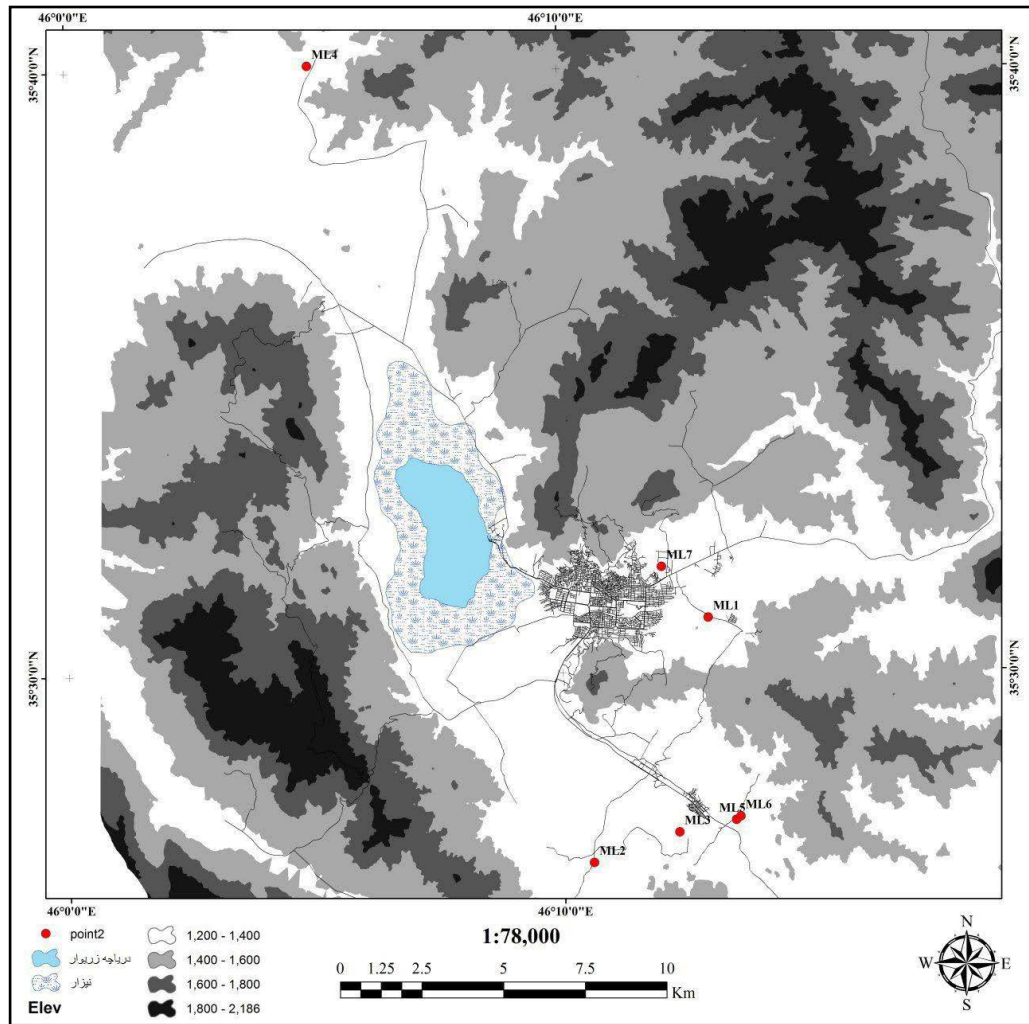 46°0'0"E 46°10'0"E
35°40'0"N 35°40'0"N
ML4
ML7
ML1
35°30'0"N 35°30'0"N
ML5 ML6
ML3
ML2
46°0'0"E 46°10'0"E
point2
دریاچه زریوار
نیزار
Elev
1,200 - 1,400
1,400 - 1,600
1,600 - 1,800
1,800 - 2,186
1:78,000
0 1.25 2.5 5 7.5 10
Km
N
W E
S